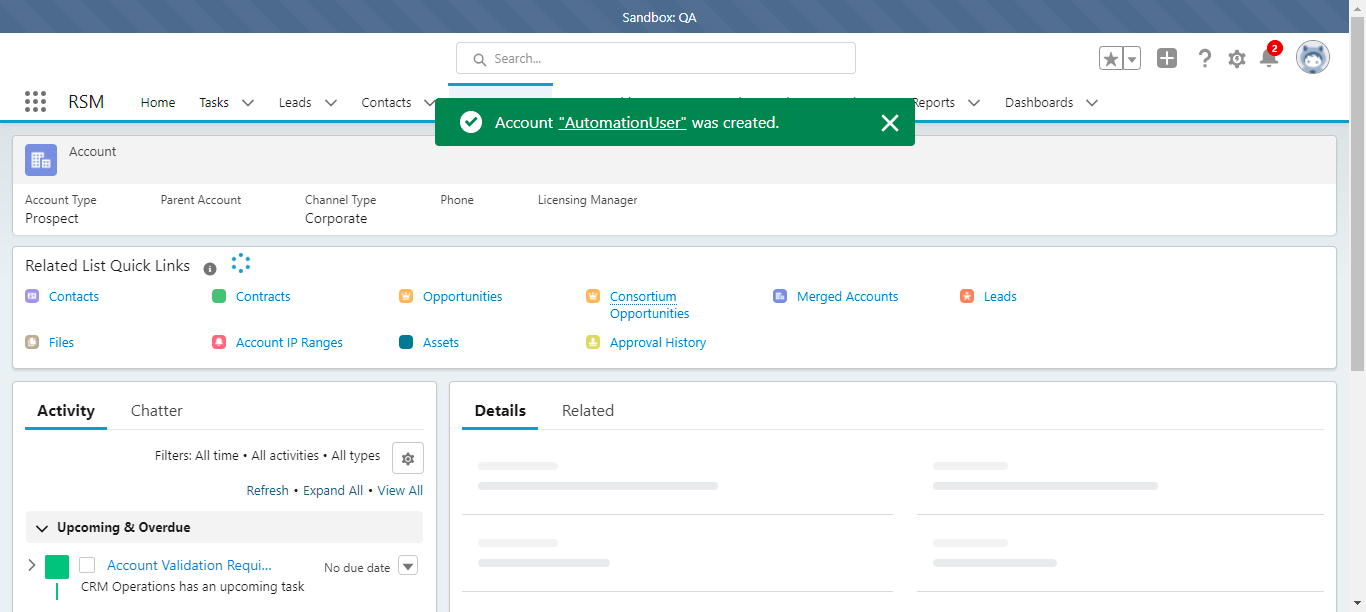 Sandbox: QA
Search...
2
RSM
Home
Tasks
Leads
Contacts
Reports
Dashboards
Account "AutomationUser" was created.
Account
Account Type
Parent Account
Channel Type
Phone
Licensing Manager
Prospect
Corporate
Related List Quick Links
Contacts
Contracts
Opportunities
Consortium
Opportunities
Merged Accounts
Leads
Files
Account IP Ranges
Assets
Approval History
Activity
Chatter
Details
Related
Filters: All time • All activities • All types
Refresh • Expand All • View All
Upcoming & Overdue
Account Validation Requi...
No due date
CRM Operations has an upcoming task